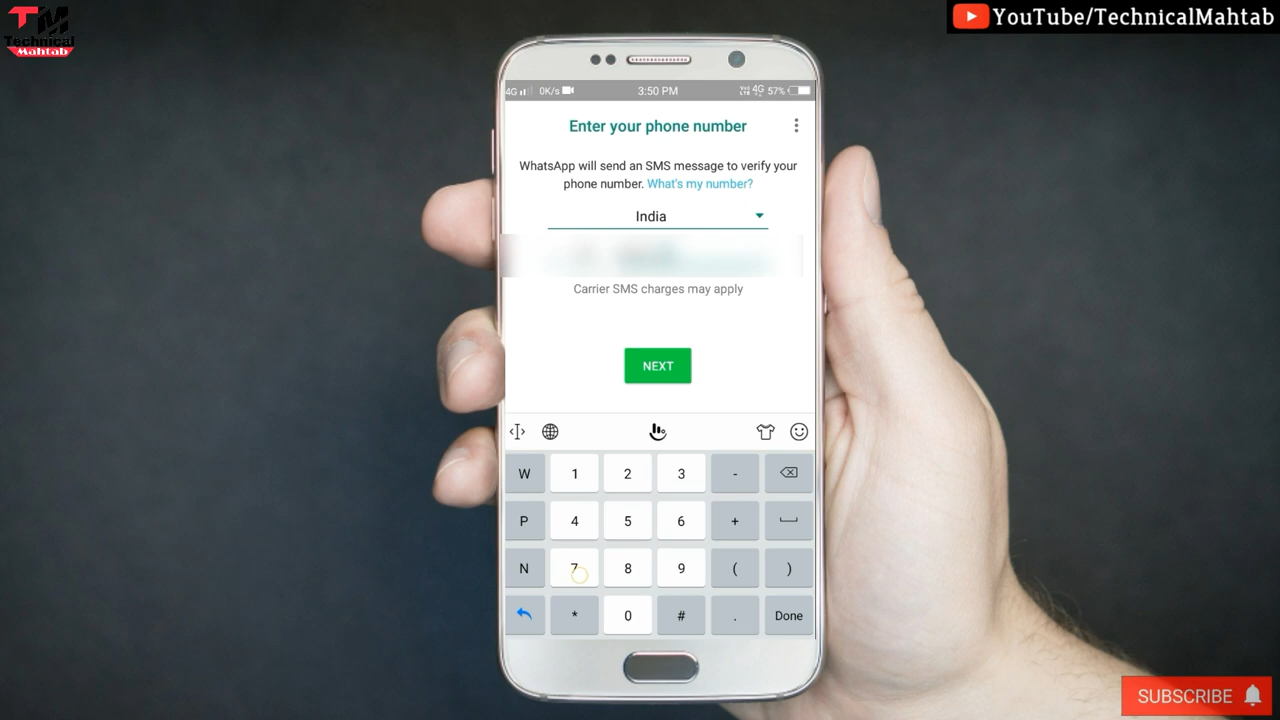 TM
Technical
Mahtab
YouTube/TechnicalMahtab
4G 0K/s 3:50 PM VoLTE 4G 57%
Enter your phone number
WhatsApp will send an SMS message to verify your
phone number. What's my number?
India
Carrier SMS charges may apply
NEXT
W 1 2 3 -
P 4 5 6 +
N 7 8 9 ( )
* 0 # . Done
SUBSCRIBE